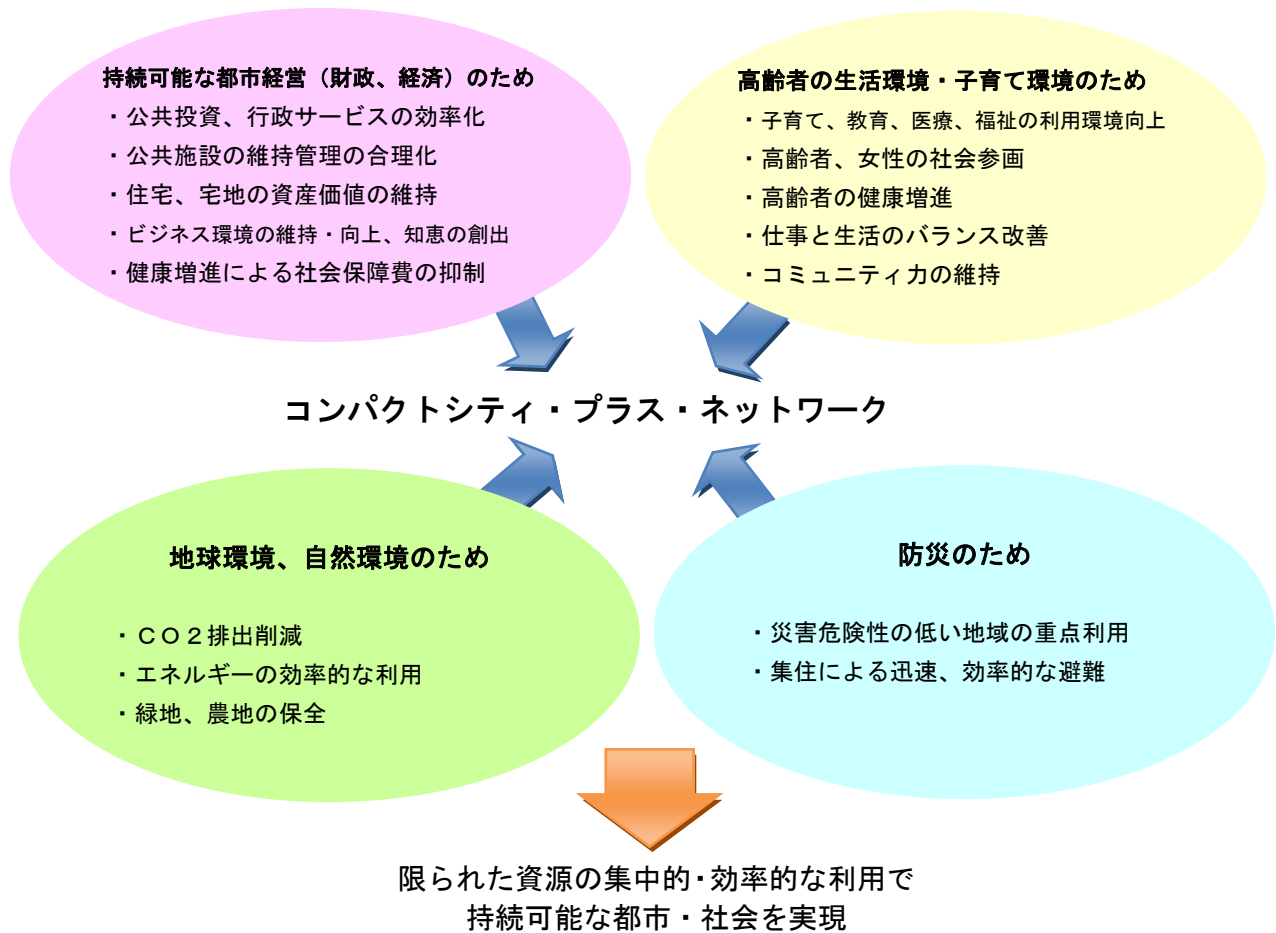 持続可能な都市経営（財政、経済）のため
・公共投資、行政サービスの効率化
・公共施設の維持管理の合理化
・住宅、宅地の資産価値の維持
・ビジネス環境の維持・向上、知恵の創出
・健康増進による社会保障費の抑制
高齢者の生活環境・子育て環境のため
・子育て、教育、医療、福祉の利用環境向上
・高齢者、女性の社会参画
・高齢者の健康増進
・仕事と生活のバランス改善
・コミュニティ力の維持
コンパクトシティ・プラス・ネットワーク
地球環境、自然環境のため
・ＣＯ２排出削減
・エネルギーの効率的な利用
・緑地、農地の保全
防災のため
・災害危険性の低い地域の重点利用
・集住による迅速、効率的な避難
限られた資源の集中的・効率的な利用で
持続可能な都市・社会を実現